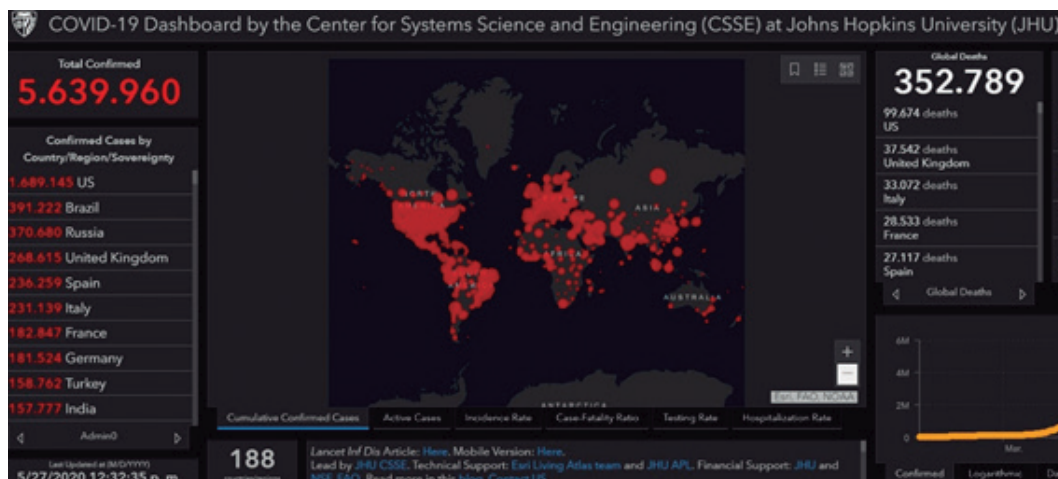 COVID-19 Dashboard by the Center for Systems Science and Engineering (CSSE) at Johns Hopkins University (JHU)
Total Confirmed
5.639.960
Confirmed Cases by
Country/Region/Sovereignty
1.689.145 US
391.222 Brazil
370.680 Russia
268.615 United Kingdom
236.259 Spain
231.139 Italy
182.847 France
181.524 Germany
158.762 Turkey
157.777 India
Admin0
Last Updated at (M/D/YYYY)
5/27/2020 12:32:35 p. m.
NORTH
ASIA
AFRICA
AUSTRALIA
ANTARCTICA
+
−
Esri, FAO, NOAA
Cumulative Confirmed Cases
Active Cases
Incidence Rate
Case-Fatality Ratio
Testing Rate
Hospitalization Rate
188
Lancet Inf Dis Article: Here. Mobile Version: Here.
Lead by JHU CSSE. Technical Support: Esri Living Atlas team and JHU APL. Financial Support: JHU and
Global Deaths
352.789
99.674 deaths
US
37.542 deaths
United Kingdom
33.072 deaths
Italy
28.533 deaths
France
27.117 deaths
Spain
Global Deaths
6M
4M
2M
0
Mar.
Confirmed
Logarithmic